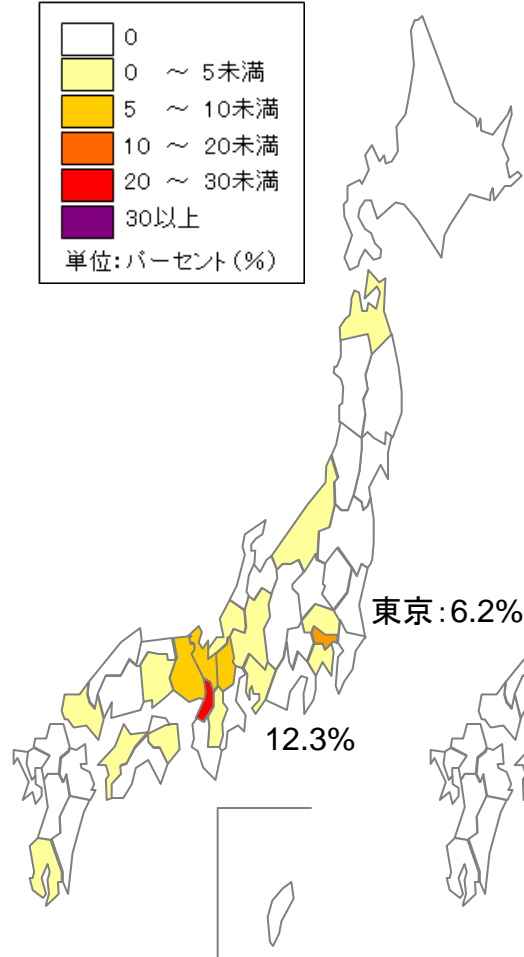 0
0 ～ 5未満
5 ～ 10未満
10 ～ 20未満
20 ～ 30未満
30以上
単位:パーセント(%)
東京:6.2%
12.3%